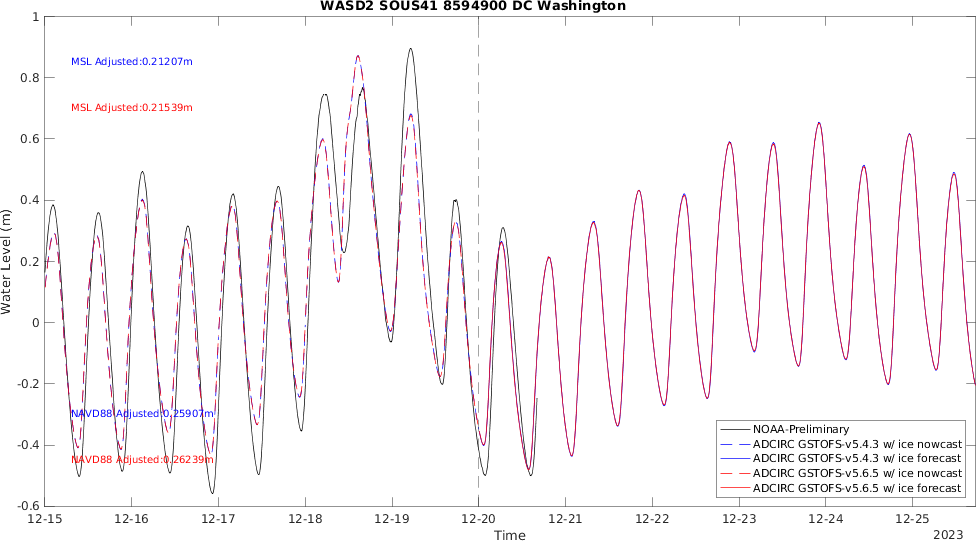 WASD2 SOUS41 8594900 DC Washington
1
0.8
0.6
0.4
0.2
0
-0.2
-0.4
-0.6
Water Level (m)
MSL Adjusted:0.21207m
MSL Adjusted:0.21539m
NAVD88 Adjusted:0.25907m
NAVD88 Adjusted:0.26239m
NOAA-Preliminary
ADCIRC GSTOFS-v5.4.3 w/ ice nowcast
ADCIRC GSTOFS-v5.4.3 w/ ice forecast
ADCIRC GSTOFS-v5.6.5 w/ ice nowcast
ADCIRC GSTOFS-v5.6.5 w/ ice forecast
12-15 12-16 12-17 12-18 12-19 12-20 12-21 12-22 12-23 12-24 12-25
Time
2023